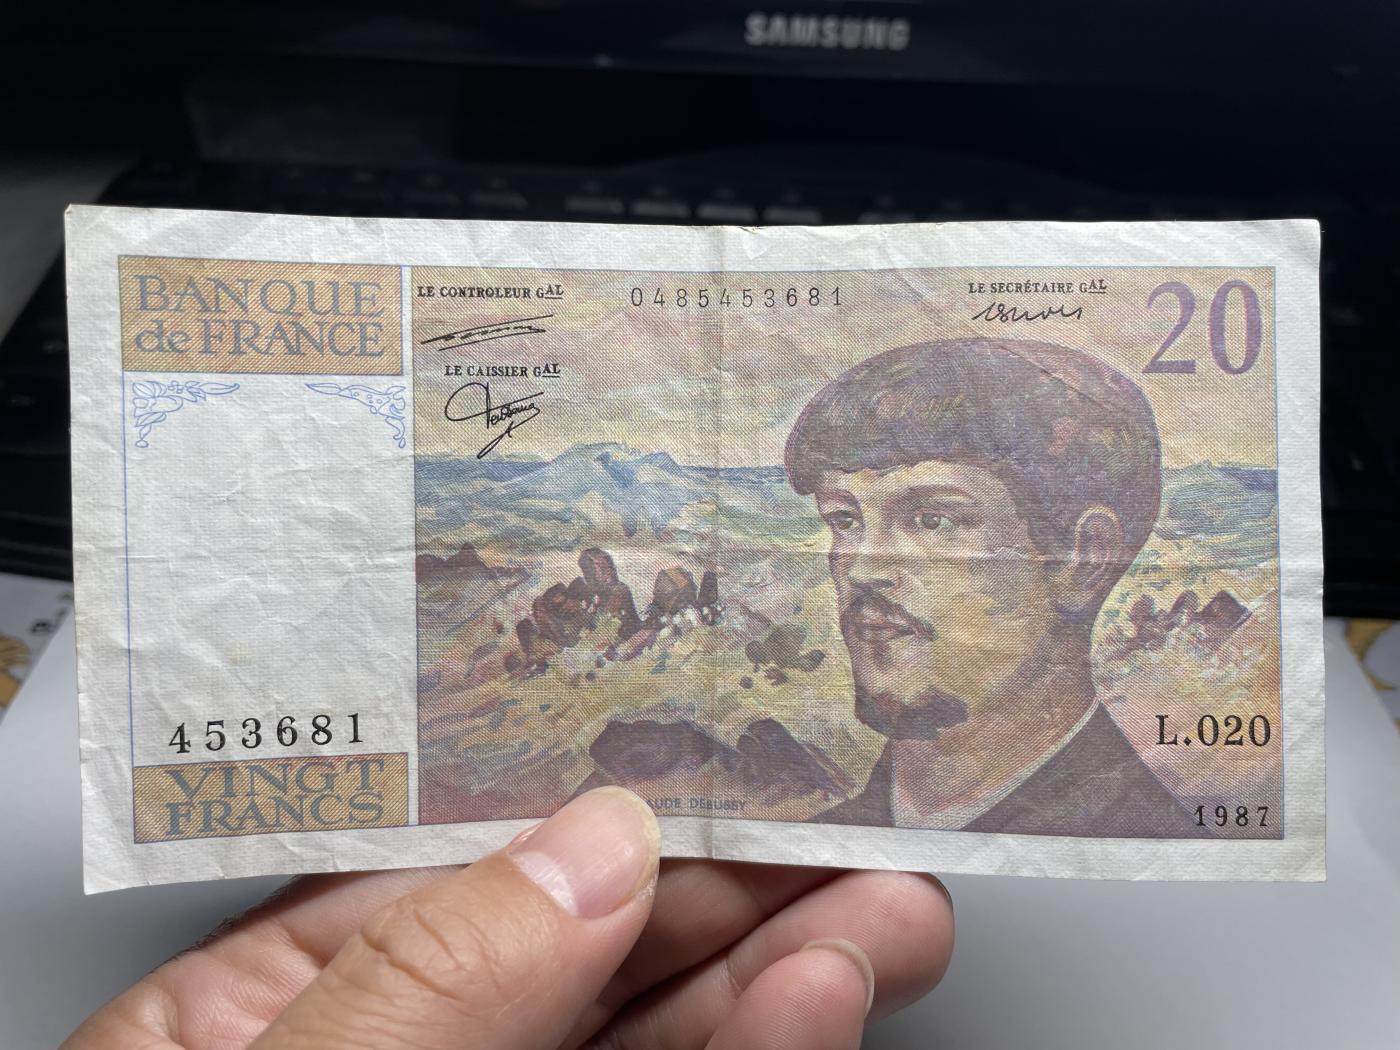 SAMSUNG
BANQUE
de FRANCE
LE CONTROLEUR GAL
0485453681
LE SECRÉTAIRE GAL
20
LE CAISSIER GAL
453681
L.020
VINGT
FRANCS
DEBUSSY
1987